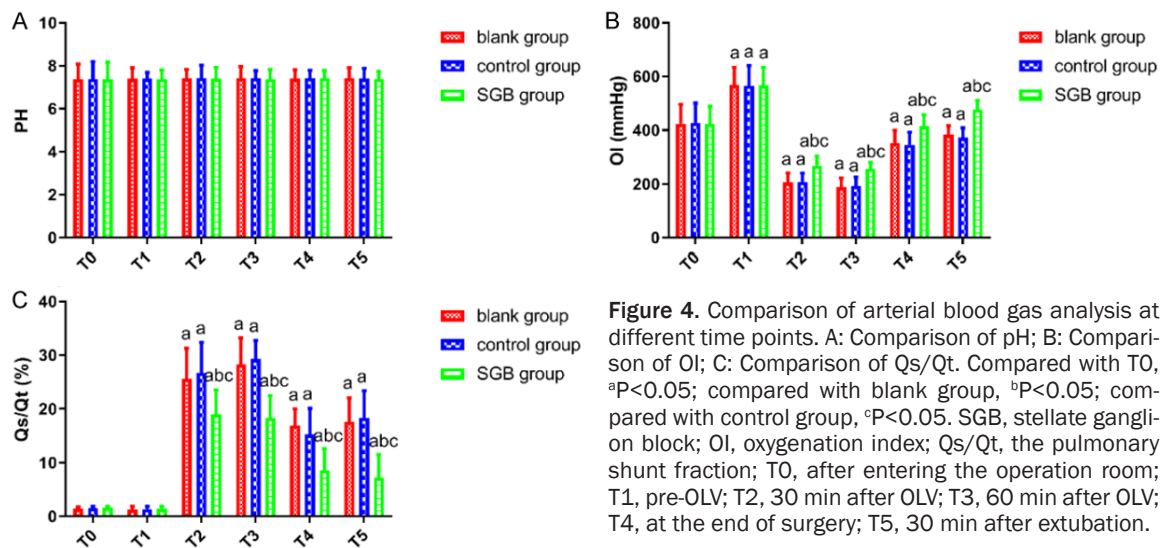 A
PH
10
8
6
4
2
0
T0 T1 T2 T3 T4 T5
blank group
control group
SGB group
B
OI (mmHg)
800
600
400
200
0
a a a
a a abc
a a abc
a a abc
a a abc
T0 T1 T2 T3 T4 T5
blank group
control group
SGB group
C
Qs/Qt (%)
40
30
20
10
0
a a abc
a a abc
a a abc
a a abc
T0 T1 T2 T3 T4 T5
blank group
control group
SGB group
Figure 4. Comparison of arterial blood gas analysis at
different time points. A: Comparison of pH; B: Compari-
son of OI; C: Comparison of Qs/Qt. Compared with T0,
ᵃP<0.05; compared with blank group, ᵇP<0.05; com-
pared with control group, ᶜP<0.05. SGB, stellate gangli-
on block; OI, oxygenation index; Qs/Qt, the pulmonary
shunt fraction; T0, after entering the operation room;
T1, pre-OLV; T2, 30 min after OLV; T3, 60 min after OLV;
T4, at the end of surgery; T5, 30 min after extubation.